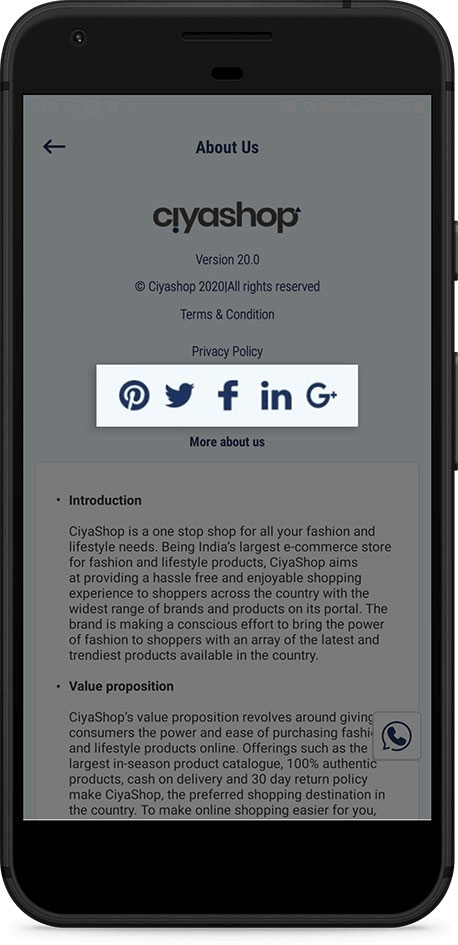 About Us
ciyashop
Version 20.0
© Ciyashop 2020|All rights reserved
Terms & Condition
Privacy Policy
More about us
• Introduction
CiyaShop is a one stop shop for all your fashion and
lifestyle needs. Being India's largest e-commerce store
for fashion and lifestyle products, CiyaShop aims
at providing a hassle free and enjoyable shopping
experience to shoppers across the country with the
widest range of brands and products on its portal. The
brand is making a conscious effort to bring the power
of fashion to shoppers with an array of the latest and
trendiest products available in the country.
• Value proposition
CiyaShop's value proposition revolves around giving
consumers the power and ease of purchasing fashi
and lifestyle products online. Offerings such as the
largest in-season product catalogue, 100% authentic
products, cash on delivery and 30 day return policy
make CiyaShop, the preferred shopping destination in
the country. To make online shopping easier for you,